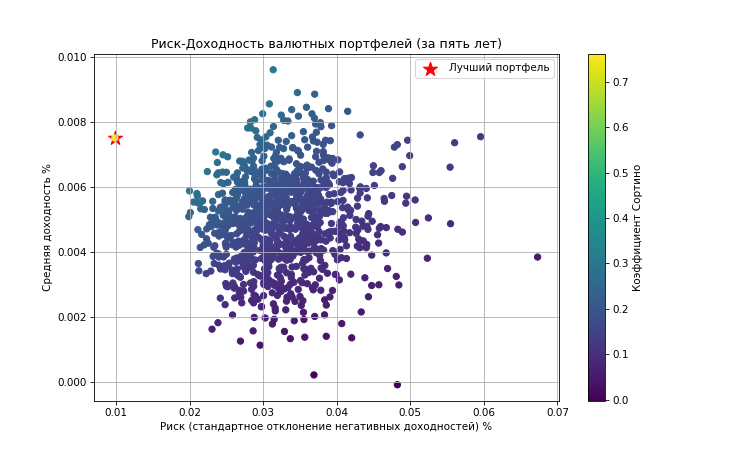 Риск-Доходность валютных портфелей (за пять лет)
Лучший портфель
Средняя доходность %
0.010
0.008
0.006
0.004
0.002
0.000
0.01 0.02 0.03 0.04 0.05 0.06 0.07
Риск (стандартное отклонение негативных доходностей) %
0.7
0.6
0.5
0.4
0.3
0.2
0.1
0.0
Коэффициент Сортино